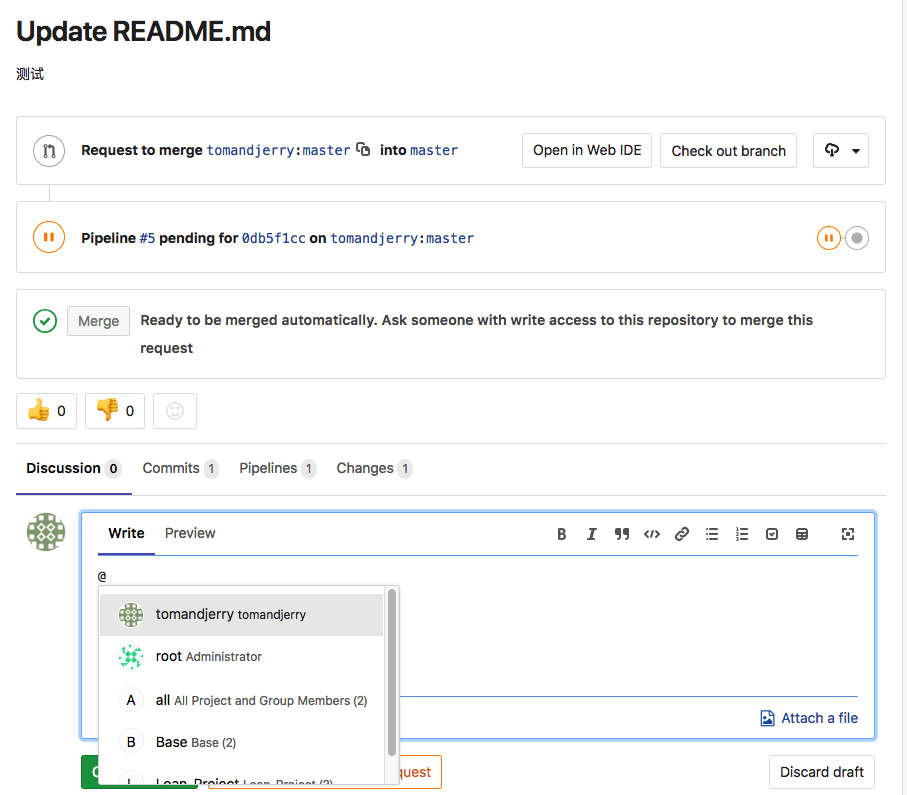 Update README.md
测试
Request to merge tomandjerry:master into master Open in Web IDE Check out branch
Pipeline #5 pending for 0db5f1cc on tomandjerry:master
Merge Ready to be merged automatically. Ask someone with write access to this repository to merge this
request
0 0
Discussion 0 Commits 1 Pipelines 1 Changes 1
Write Preview
@
tomandjerry tomandjerry
root Administrator
A all All Project and Group Members (2)
Attach a file
B Base Base (2)
Discard draft